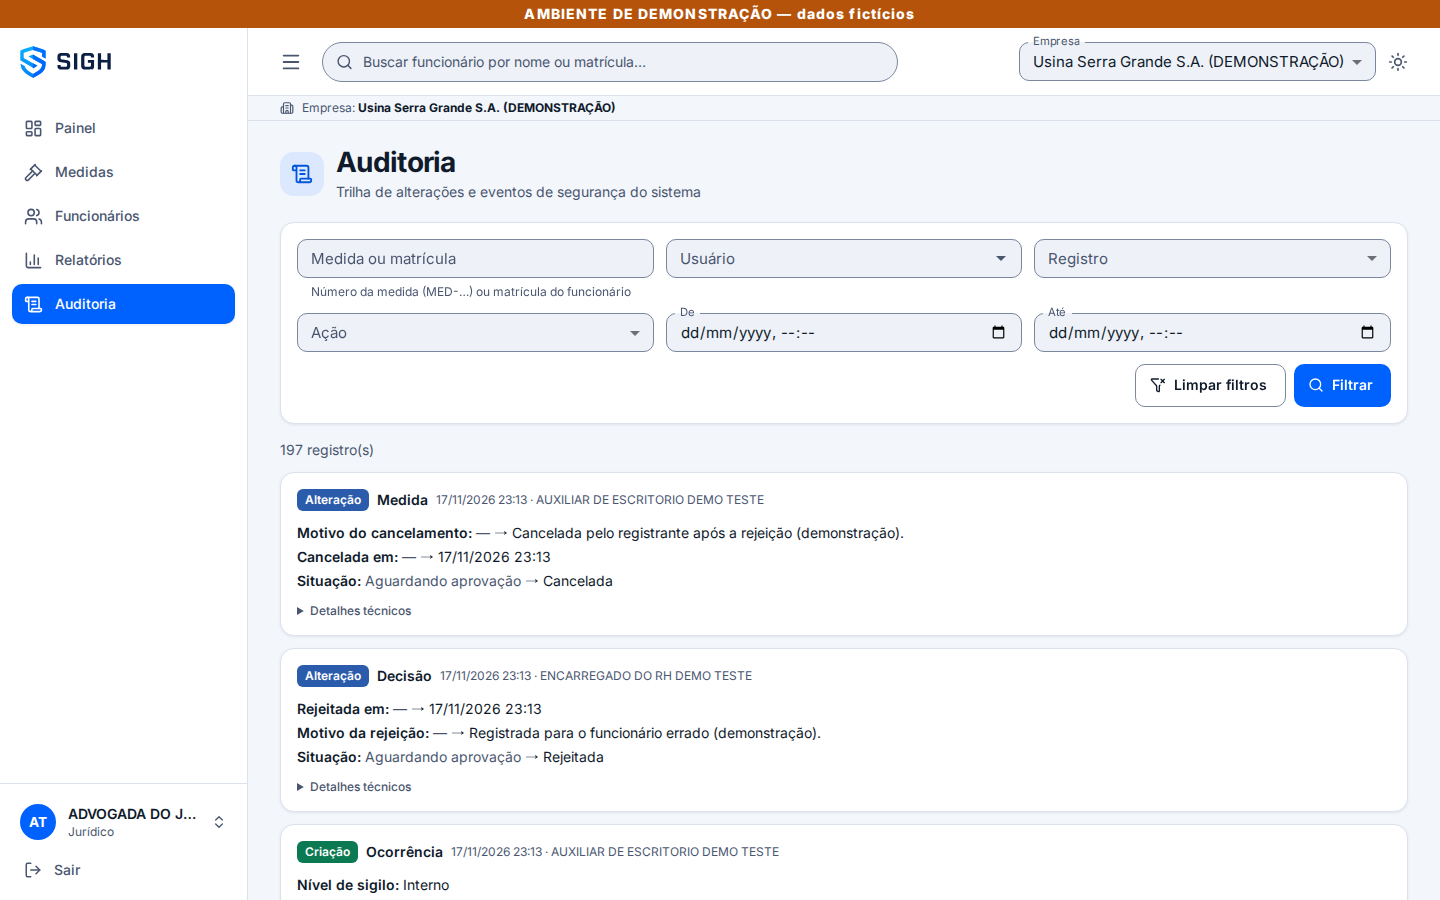 AMBIENTE DE DEMONSTRAÇÃO — dados fictícios
SIGH
Buscar funcionário por nome ou matrícula...
Empresa
Usina Serra Grande S.A. (DEMONSTRAÇÃO)
Empresa: Usina Serra Grande S.A. (DEMONSTRAÇÃO)
Painel
Medidas
Funcionários
Relatórios
Auditoria
Auditoria
Trilha de alterações e eventos de segurança do sistema
Medida ou matrícula
Usuário
Registro
Número da medida (MED-...) ou matrícula do funcionário
Ação
De
dd/mm/yyyy, --:--
Até
dd/mm/yyyy, --:--
Limpar filtros
Filtrar
197 registro(s)
Alteração Medida 17/11/2026 23:13 · AUXILIAR DE ESCRITORIO DEMO TESTE
Motivo do cancelamento: — → Cancelada pelo registrante após a rejeição (demonstração).
Cancelada em: — → 17/11/2026 23:13
Situação: Aguardando aprovação → Cancelada
Detalhes técnicos
Alteração Decisão 17/11/2026 23:13 · ENCARREGADO DO RH DEMO TESTE
Rejeitada em: — → 17/11/2026 23:13
Motivo da rejeição: — → Registrada para o funcionário errado (demonstração).
Situação: Aguardando aprovação → Rejeitada
Detalhes técnicos
Criação Ocorrência 17/11/2026 23:13 · AUXILIAR DE ESCRITORIO DEMO TESTE
Nível de sigilo: Interno
AT
ADVOGADA DO J...
Jurídico
Sair